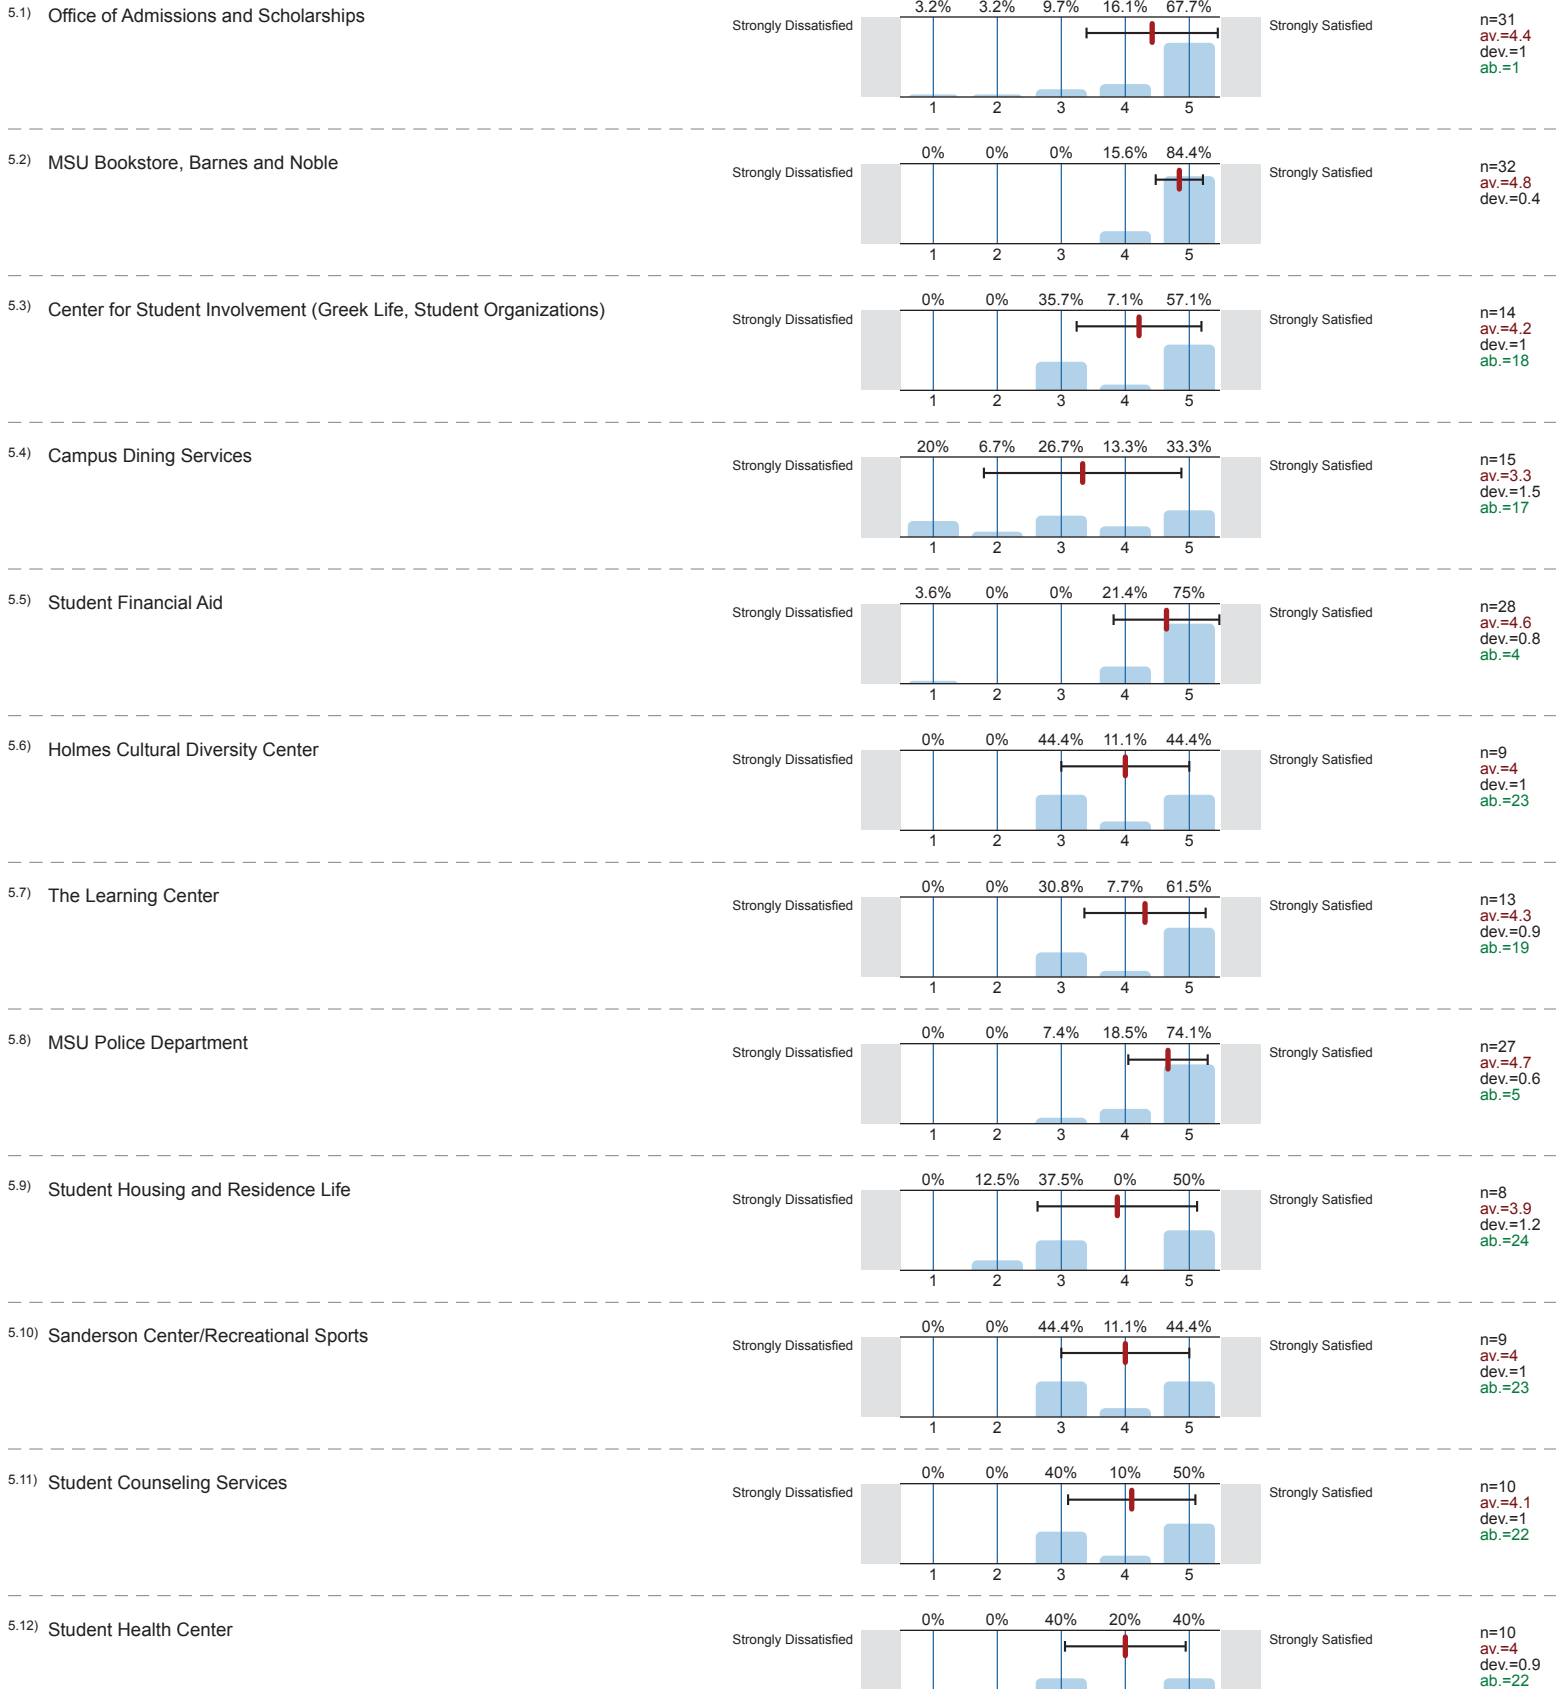 5.1) Office of Admissions and Scholarships
3.2% 3.2% 9.7% 16.1% 67.7%
Strongly Dissatisfied Strongly Satisfied
n=31
av.=4.4
dev.=1
ab.=1
1 2 3 4 5
5.2) MSU Bookstore, Barnes and Noble
0% 0% 0% 15.6% 84.4%
Strongly Dissatisfied Strongly Satisfied
n=32
av.=4.8
dev.=0.4
1 2 3 4 5
5.3) Center for Student Involvement (Greek Life, Student Organizations)
0% 0% 35.7% 7.1% 57.1%
Strongly Dissatisfied Strongly Satisfied
n=14
av.=4.2
dev.=1
ab.=18
1 2 3 4 5
5.4) Campus Dining Services
20% 6.7% 26.7% 13.3% 33.3%
Strongly Dissatisfied Strongly Satisfied
n=15
av.=3.3
dev.=1.5
ab.=17
1 2 3 4 5
5.5) Student Financial Aid
3.6% 0% 0% 21.4% 75%
Strongly Dissatisfied Strongly Satisfied
n=28
av.=4.6
dev.=0.8
ab.=4
1 2 3 4 5
5.6) Holmes Cultural Diversity Center
0% 0% 44.4% 11.1% 44.4%
Strongly Dissatisfied Strongly Satisfied
n=9
av.=4
dev.=1
ab.=23
1 2 3 4 5
5.7) The Learning Center
0% 0% 30.8% 7.7% 61.5%
Strongly Dissatisfied Strongly Satisfied
n=13
av.=4.3
dev.=0.9
ab.=19
1 2 3 4 5
5.8) MSU Police Department
0% 0% 7.4% 18.5% 74.1%
Strongly Dissatisfied Strongly Satisfied
n=27
av.=4.7
dev.=0.6
ab.=5
1 2 3 4 5
5.9) Student Housing and Residence Life
0% 12.5% 37.5% 0% 50%
Strongly Dissatisfied Strongly Satisfied
n=8
av.=3.9
dev.=1.2
ab.=24
1 2 3 4 5
5.10) Sanderson Center/Recreational Sports
0% 0% 44.4% 11.1% 44.4%
Strongly Dissatisfied Strongly Satisfied
n=9
av.=4
dev.=1
ab.=23
1 2 3 4 5
5.11) Student Counseling Services
0% 0% 40% 10% 50%
Strongly Dissatisfied Strongly Satisfied
n=10
av.=4.1
dev.=1
ab.=22
1 2 3 4 5
5.12) Student Health Center
0% 0% 40% 20% 40%
Strongly Dissatisfied Strongly Satisfied
n=10
av.=4
dev.=0.9
ab.=22